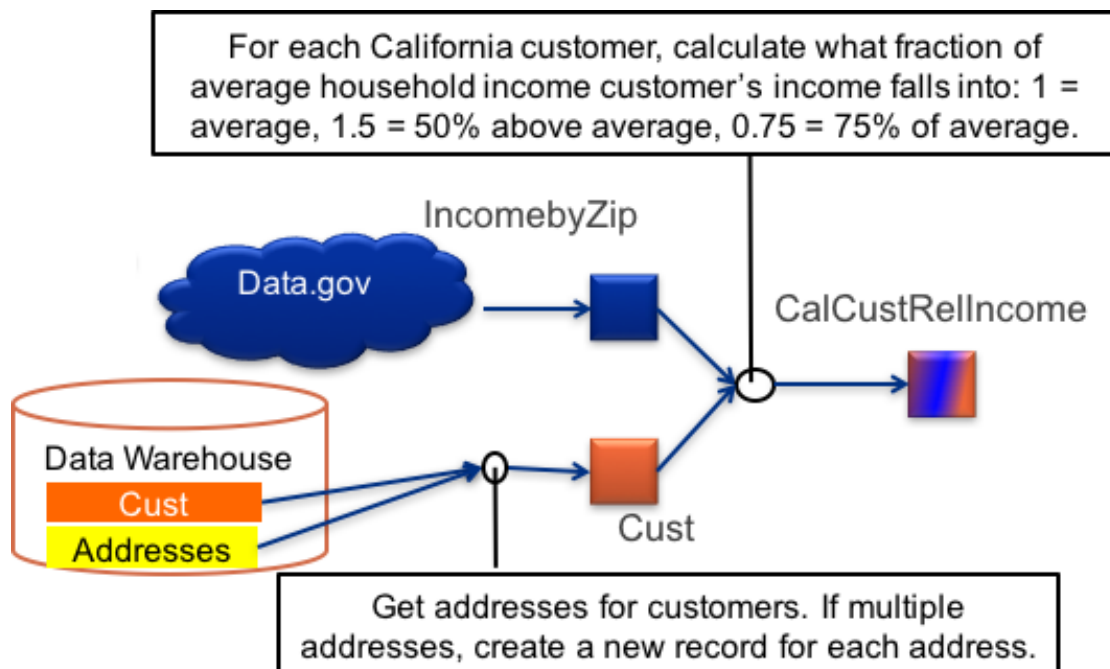 For each California customer, calculate what fraction of
average household income customer’s income falls into: 1 =
average, 1.5 = 50% above average, 0.75 = 75% of average.
IncomebyZip
Data.gov
CalCustRelIncome
Data Warehouse
Cust
Addresses
Cust
Get addresses for customers. If multiple
addresses, create a new record for each address.